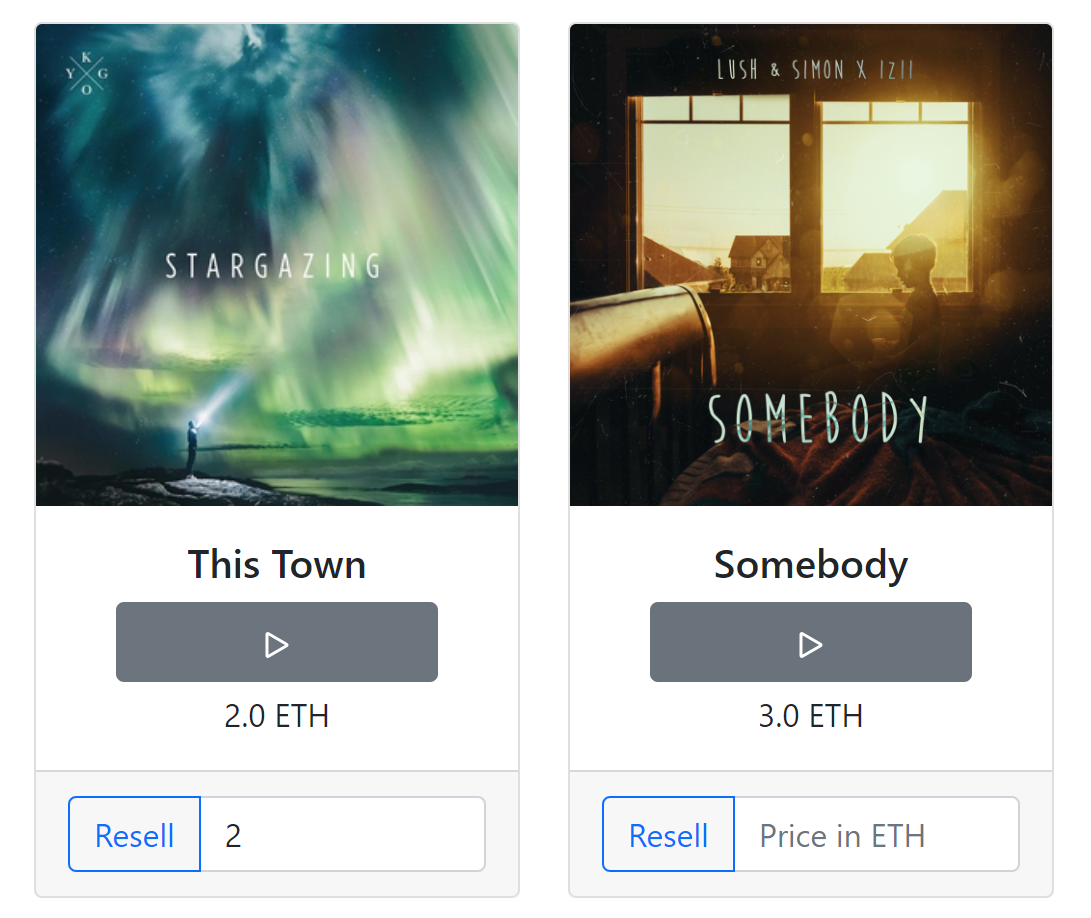 K
Y G
O
STARGAZING
This Town
2.0 ETH
Resell
2
LUSH & SIMON X IZII
SOMEBODY
Somebody
3.0 ETH
Resell
Price in ETH